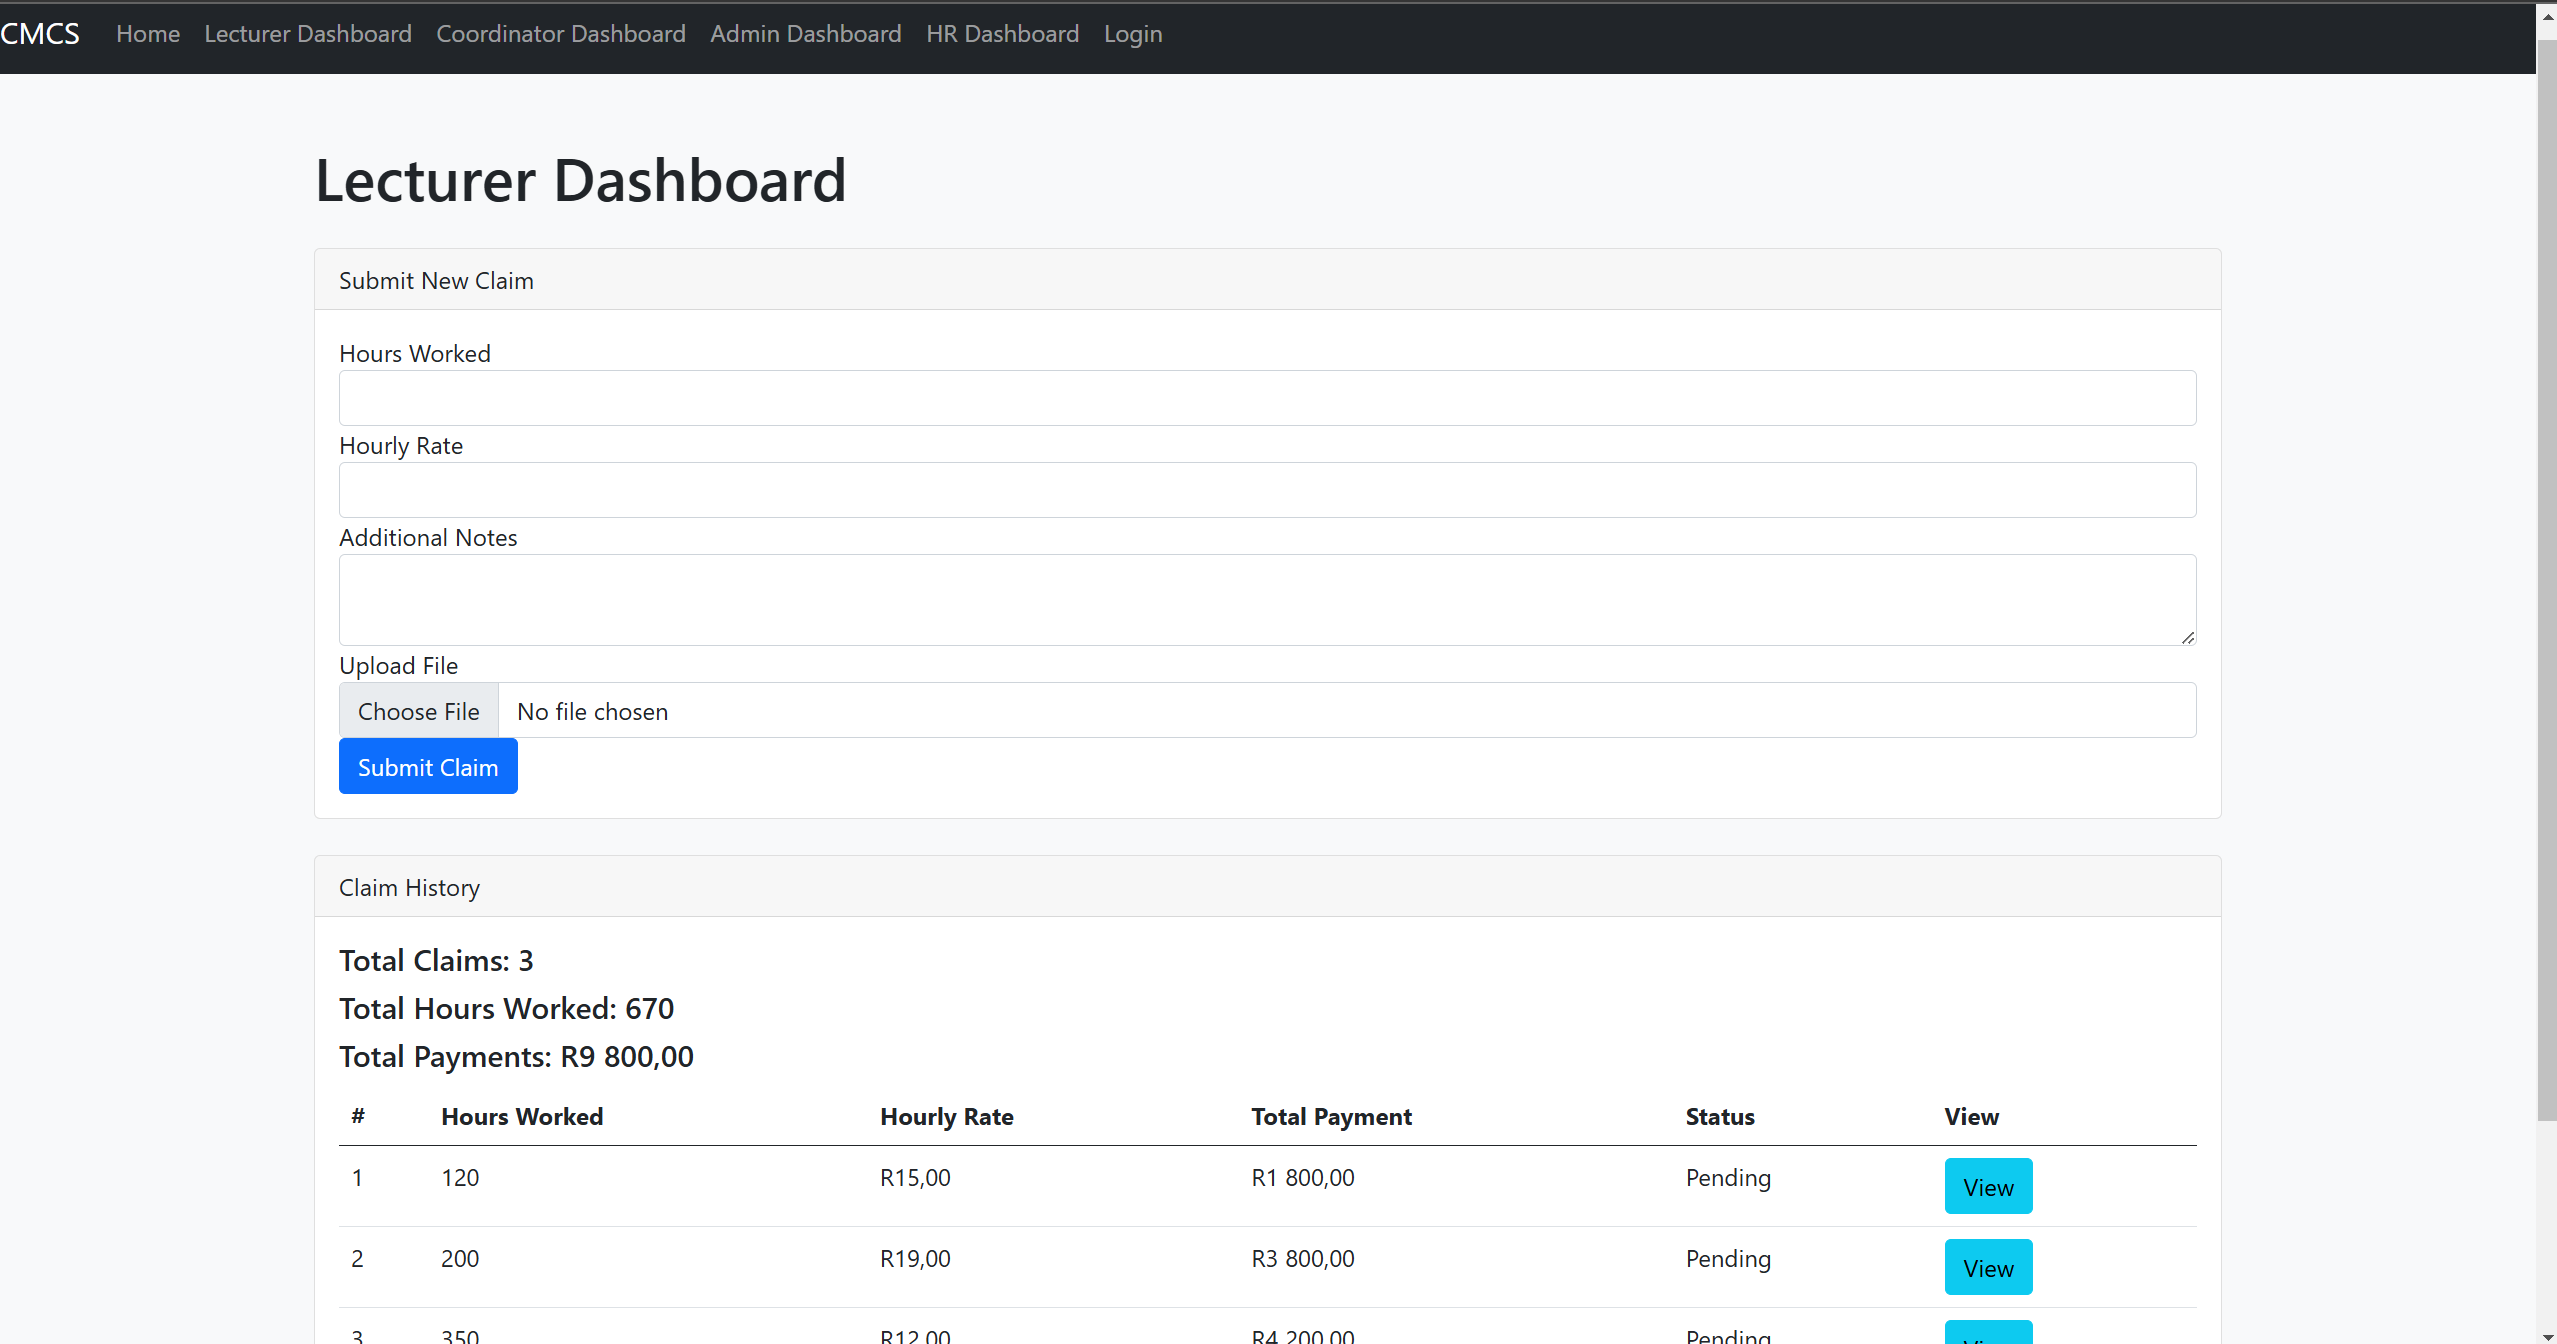 CMCS Home Lecturer Dashboard Coordinator Dashboard Admin Dashboard HR Dashboard Login
Lecturer Dashboard
Submit New Claim
Hours Worked
Hourly Rate
Additional Notes
Upload File
Choose File No file chosen
Submit Claim
Claim History
Total Claims: 3
Total Hours Worked: 670
Total Payments: R9 800,00
# Hours Worked Hourly Rate Total Payment Status View
1 120 R15,00 R1 800,00 Pending View
2 200 R19,00 R3 800,00 Pending View
3 350 R12,00 R4 200,00 Pending View